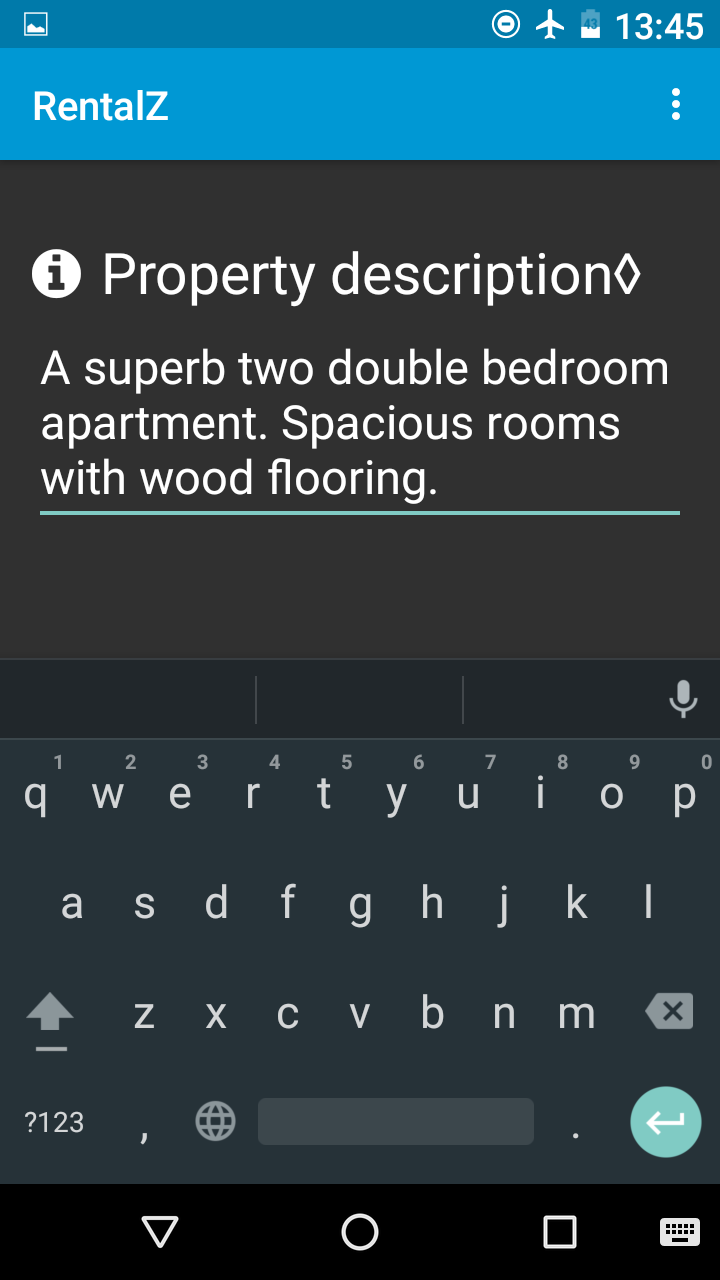 13:45
RentalZ
Property description◊
A superb two double bedroom
apartment. Spacious rooms
with wood flooring.
1 2 3 4 5 6 7 8 9 0
q w e r t y u i o p
a s d f g h j k l
z x c v b n m
?123 , .